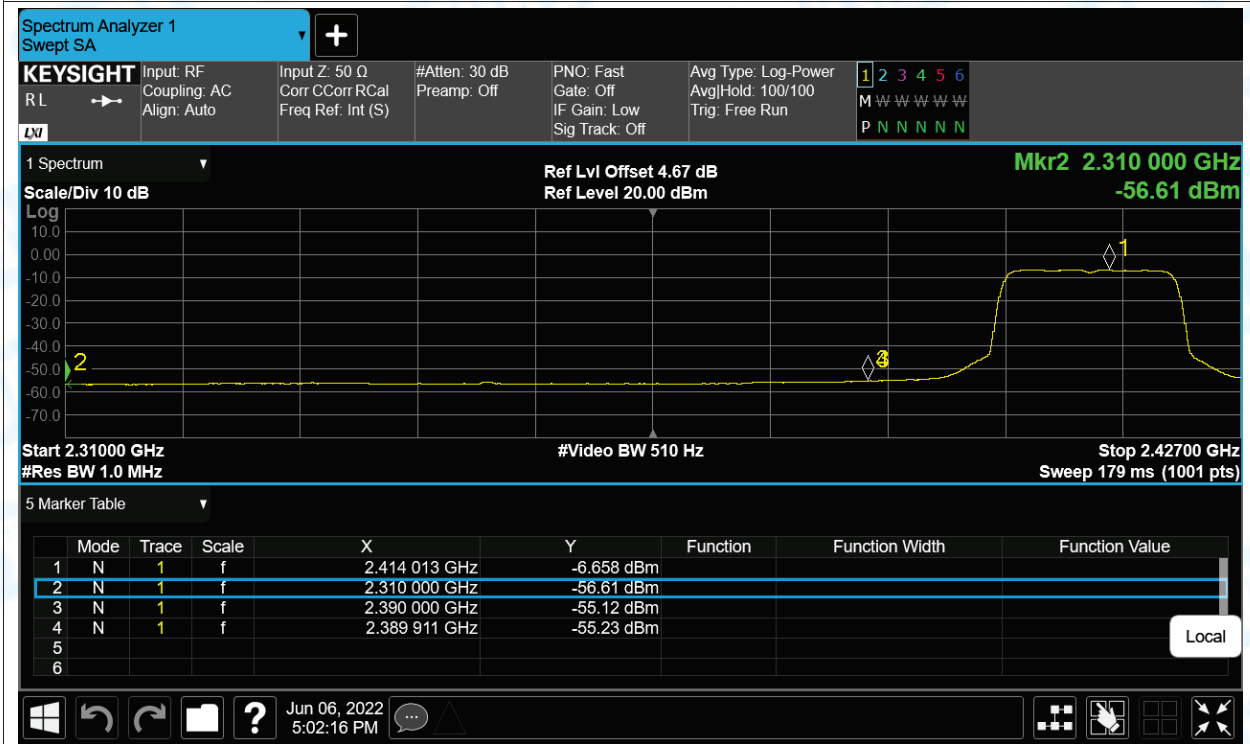 Spectrum Analyzer 1
Swept SA
▼
+
KEYSIGHT
R L
LXI
Input: RF
Coupling: AC
Align: Auto
Input Z: 50 Ω
Corr CCorr RCal
Freq Ref: Int (S)
#Atten: 30 dB
Preamp: Off
PNO: Fast
Gate: Off
IF Gain: Low
Sig Track: Off
Avg Type: Log-Power
Avg|Hold: 100/100
Trig: Free Run
1 2 3 4 5 6
M W W W W W
P N N N N N
1 Spectrum ▼
Scale/Div 10 dB
Ref Lvl Offset 4.67 dB
Ref Level 20.00 dBm
Mkr2 2.310 000 GHz
-56.61 dBm
Log
10.0
0.00
-10.0
-20.0
-30.0
-40.0
-50.0
-60.0
-70.0
1
2
Start 2.31000 GHz #Video BW 510 Hz Stop 2.42700 GHz
#Res BW 1.0 MHz Sweep 179 ms (1001 pts)
5 Marker Table ▼
Mode Trace Scale X Y Function Function Width Function Value
1 N 1 f 2.414 013 GHz -6.658 dBm
2 N 1 f 2.310 000 GHz -56.61 dBm
3 N 1 f 2.390 000 GHz -55.12 dBm
4 N 1 f 2.389 911 GHz -55.23 dBm
5
6
Local
?
Jun 06, 2022
5:02:16 PM